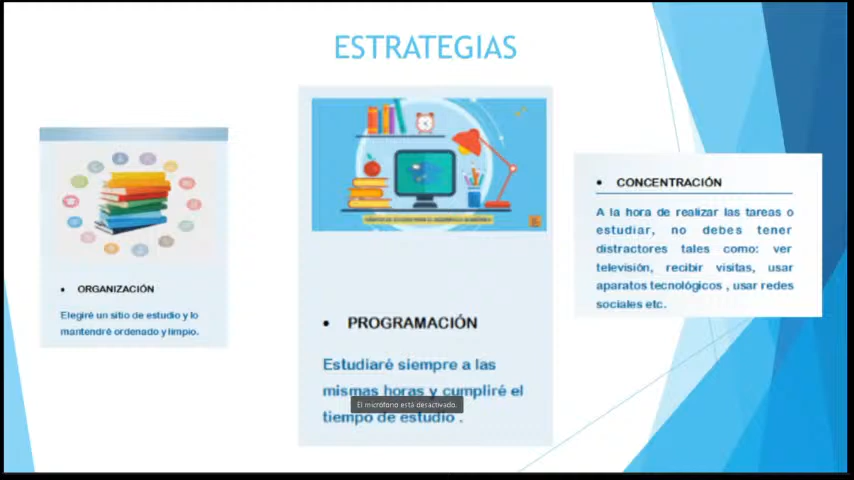 ESTRATEGIAS
• ORGANIZACIÓN
Elegiré un sitio de estudio y lo
mantendré ordenado y limpio.
• PROGRAMACIÓN
Estudiaré siempre a las
mismas horas y cumpliré el
tiempo de estudio .
El micrófono está desactivado.
• CONCENTRACIÓN
A la hora de realizar las tareas o
estudiar, no debes tener
distractores tales como: ver
televisión, recibir visitas, usar
aparatos tecnológicos , usar redes
sociales etc.